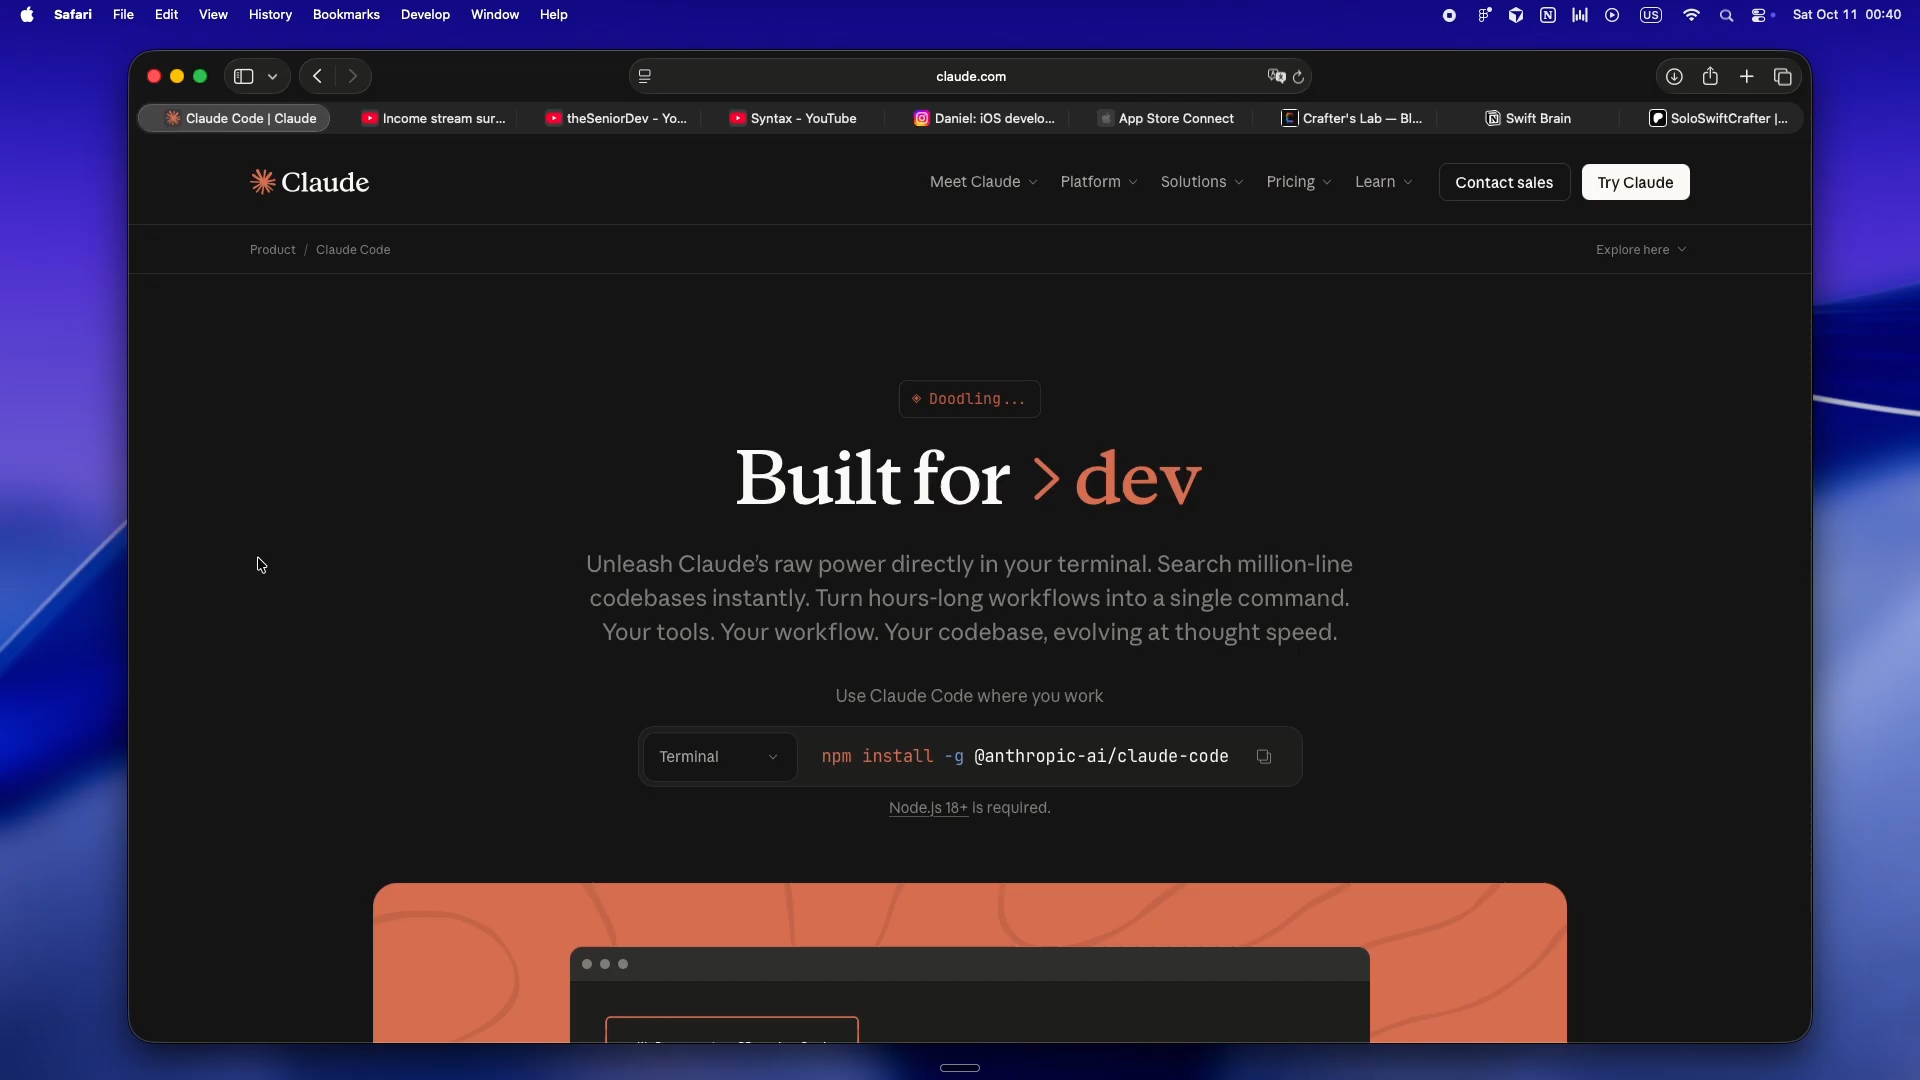 Safari File Edit View History Bookmarks Develop Window Help US Sat Oct 11 00:40
claude.com
Claude Code | Claude Income stream sur... theSeniorDev - Yo... Syntax - YouTube Daniel: iOS develo... App Store Connect Crafter's Lab — Bl... Swift Brain SoloSwiftCrafter |...
Claude Meet Claude Platform Solutions Pricing Learn Contact sales Try Claude
Product / Claude Code Explore here
Doodling...
Built for > dev
Unleash Claude’s raw power directly in your terminal. Search million-line
codebases instantly. Turn hours-long workflows into a single command.
Your tools. Your workflow. Your codebase, evolving at thought speed.
Use Claude Code where you work
Terminal npm install -g @anthropic-ai/claude-code
Node.js 18+ is required.